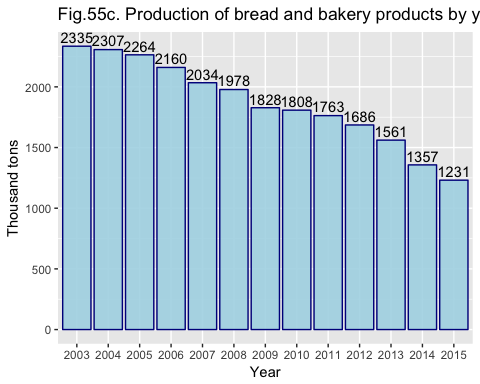 Fig.55c. Production of bread and bakery products by y
2335 2307 2264 2160 2034 1978 1828 1808 1763 1686 1561 1357 1231
2000
1500
1000
500
0
Thousand tons
2003 2004 2005 2006 2007 2008 2009 2010 2011 2012 2013 2014 2015
Year